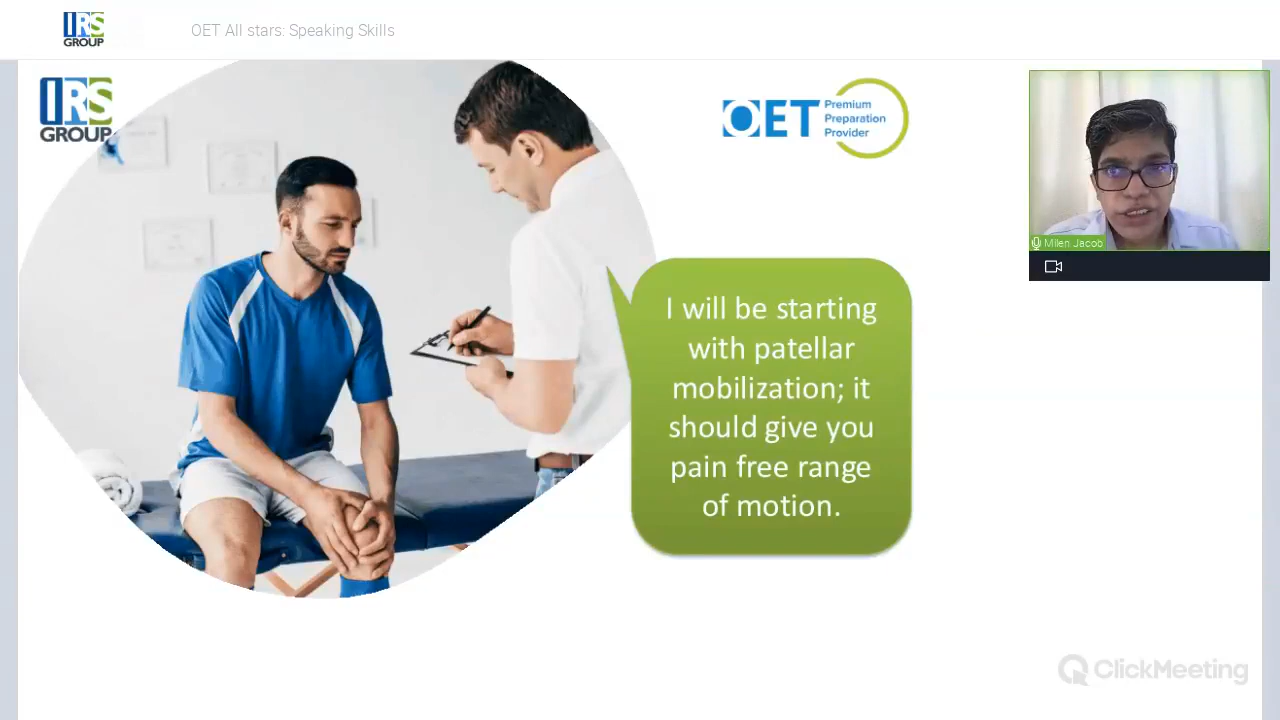 IRS
GROUP
OET All stars: Speaking Skills
IRS
GROUP
OET Premium
Preparation
Provider
Milen Jacob
I will be starting
with patellar
mobilization; it
should give you
pain free range
of motion.
ClickMeeting